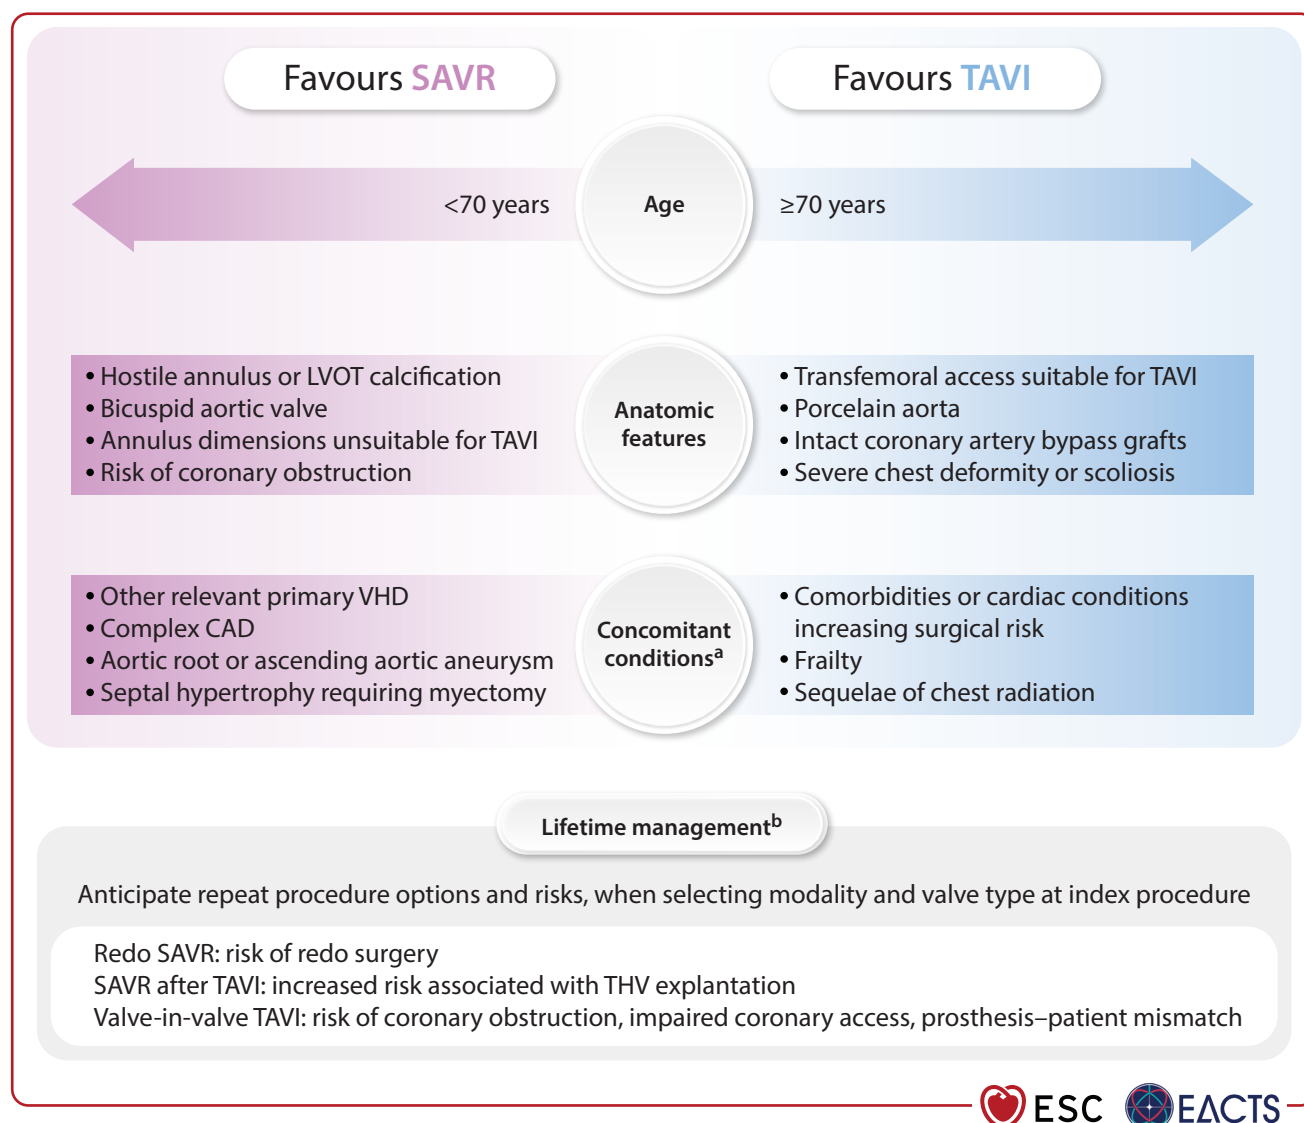 Favours SAVR
Favours TAVI
<70 years
Age
≥70 years
• Hostile annulus or LVOT calcification
• Bicuspid aortic valve
• Annulus dimensions unsuitable for TAVI
• Risk of coronary obstruction
Anatomic
features
• Transfemoral access suitable for TAVI
• Porcelain aorta
• Intact coronary artery bypass grafts
• Severe chest deformity or scoliosis
• Other relevant primary VHD
• Complex CAD
• Aortic root or ascending aortic aneurysm
• Septal hypertrophy requiring myectomy
Concomitant
conditionsᵃ
• Comorbidities or cardiac conditions
increasing surgical risk
• Frailty
• Sequelae of chest radiation
Lifetime managementᵇ
Anticipate repeat procedure options and risks, when selecting modality and valve type at index procedure
Redo SAVR: risk of redo surgery
SAVR after TAVI: increased risk associated with THV explantation
Valve-in-valve TAVI: risk of coronary obstruction, impaired coronary access, prosthesis–patient mismatch
ESC
EACTS